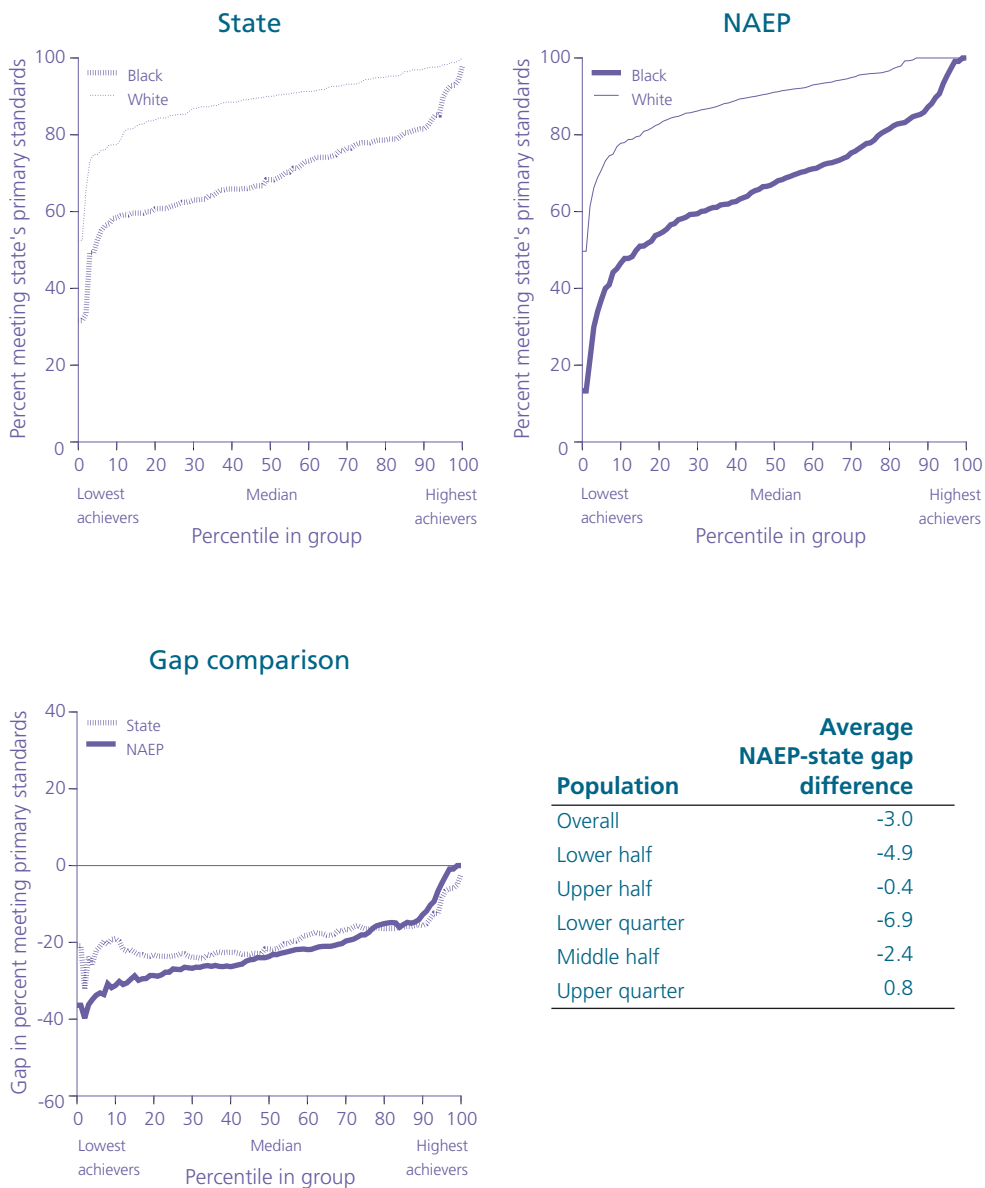 State
Percent meeting state's primary standards
100
80
60
40
20
0
Black
White
0 10 20 30 40 50 60 70 80 90 100
Lowest achievers
Median
Highest achievers
Percentile in group
NAEP
Percent meeting state's primary standards
100
80
60
40
20
0
Black
White
0 10 20 30 40 50 60 70 80 90 100
Lowest achievers
Median
Highest achievers
Percentile in group
Gap comparison
Gap in percent meeting primary standards
40
20
0
-20
-40
-60
State
NAEP
0 10 20 30 40 50 60 70 80 90 100
Lowest achievers
Median
Highest achievers
Percentile in group
Average
NAEP-state gap
Population difference
Overall -3.0
Lower half -4.9
Upper half -0.4
Lower quarter -6.9
Middle half -2.4
Upper quarter 0.8